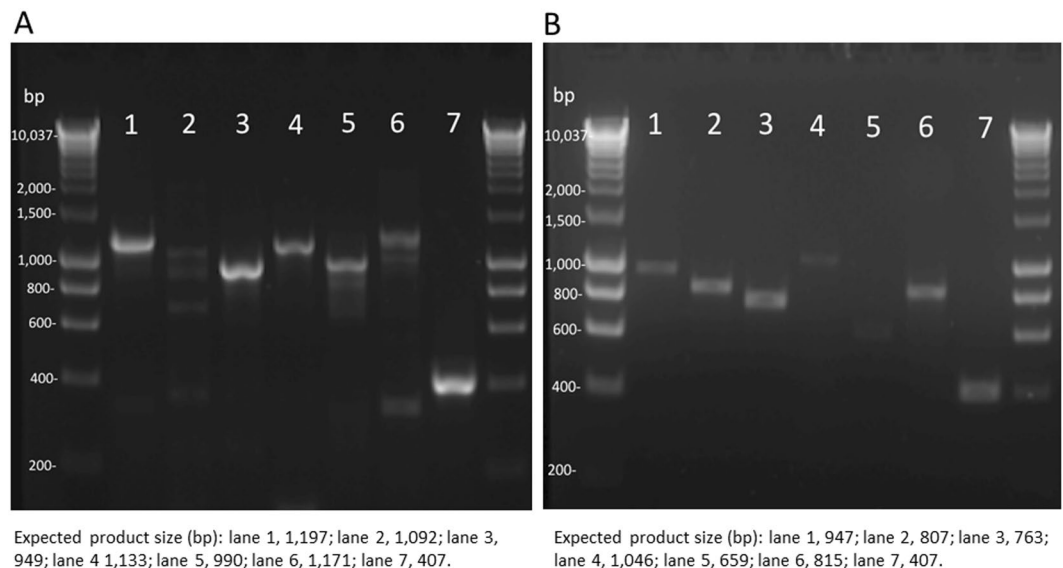 A
B
bp
1 2 3 4 5 6 7
10,037-
2,000-
1,500-
1,000-
800-
600-
400-
200-
1 2 3 4 5 6 7
10,037-
2,000-
1,500-
1,000-
800-
600-
400-
200-
bp
Expected product size (bp): lane 1, 1,197; lane 2, 1,092; lane 3,
949; lane 4 1,133; lane 5, 990; lane 6, 1,171; lane 7, 407.
Expected product size (bp): lane 1, 947; lane 2, 807; lane 3, 763;
lane 4, 1,046; lane 5, 659; lane 6, 815; lane 7, 407.